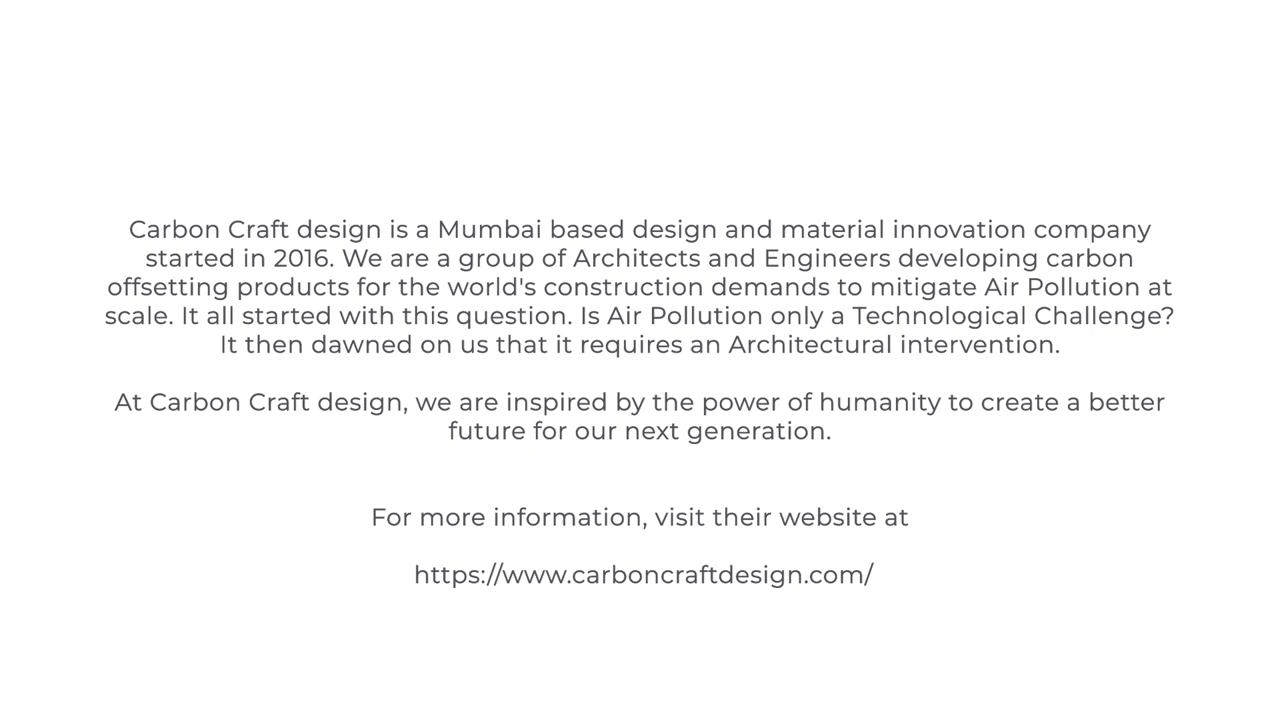 Carbon Craft design is a Mumbai based design and material innovation company
started in 2016. We are a group of Architects and Engineers developing carbon
offsetting products for the world's construction demands to mitigate Air Pollution at
scale. It all started with this question. Is Air Pollution only a Technological Challenge?
It then dawned on us that it requires an Architectural intervention.
At Carbon Craft design, we are inspired by the power of humanity to create a better
future for our next generation.
For more information, visit their website at
https://www.carboncraftdesign.com/